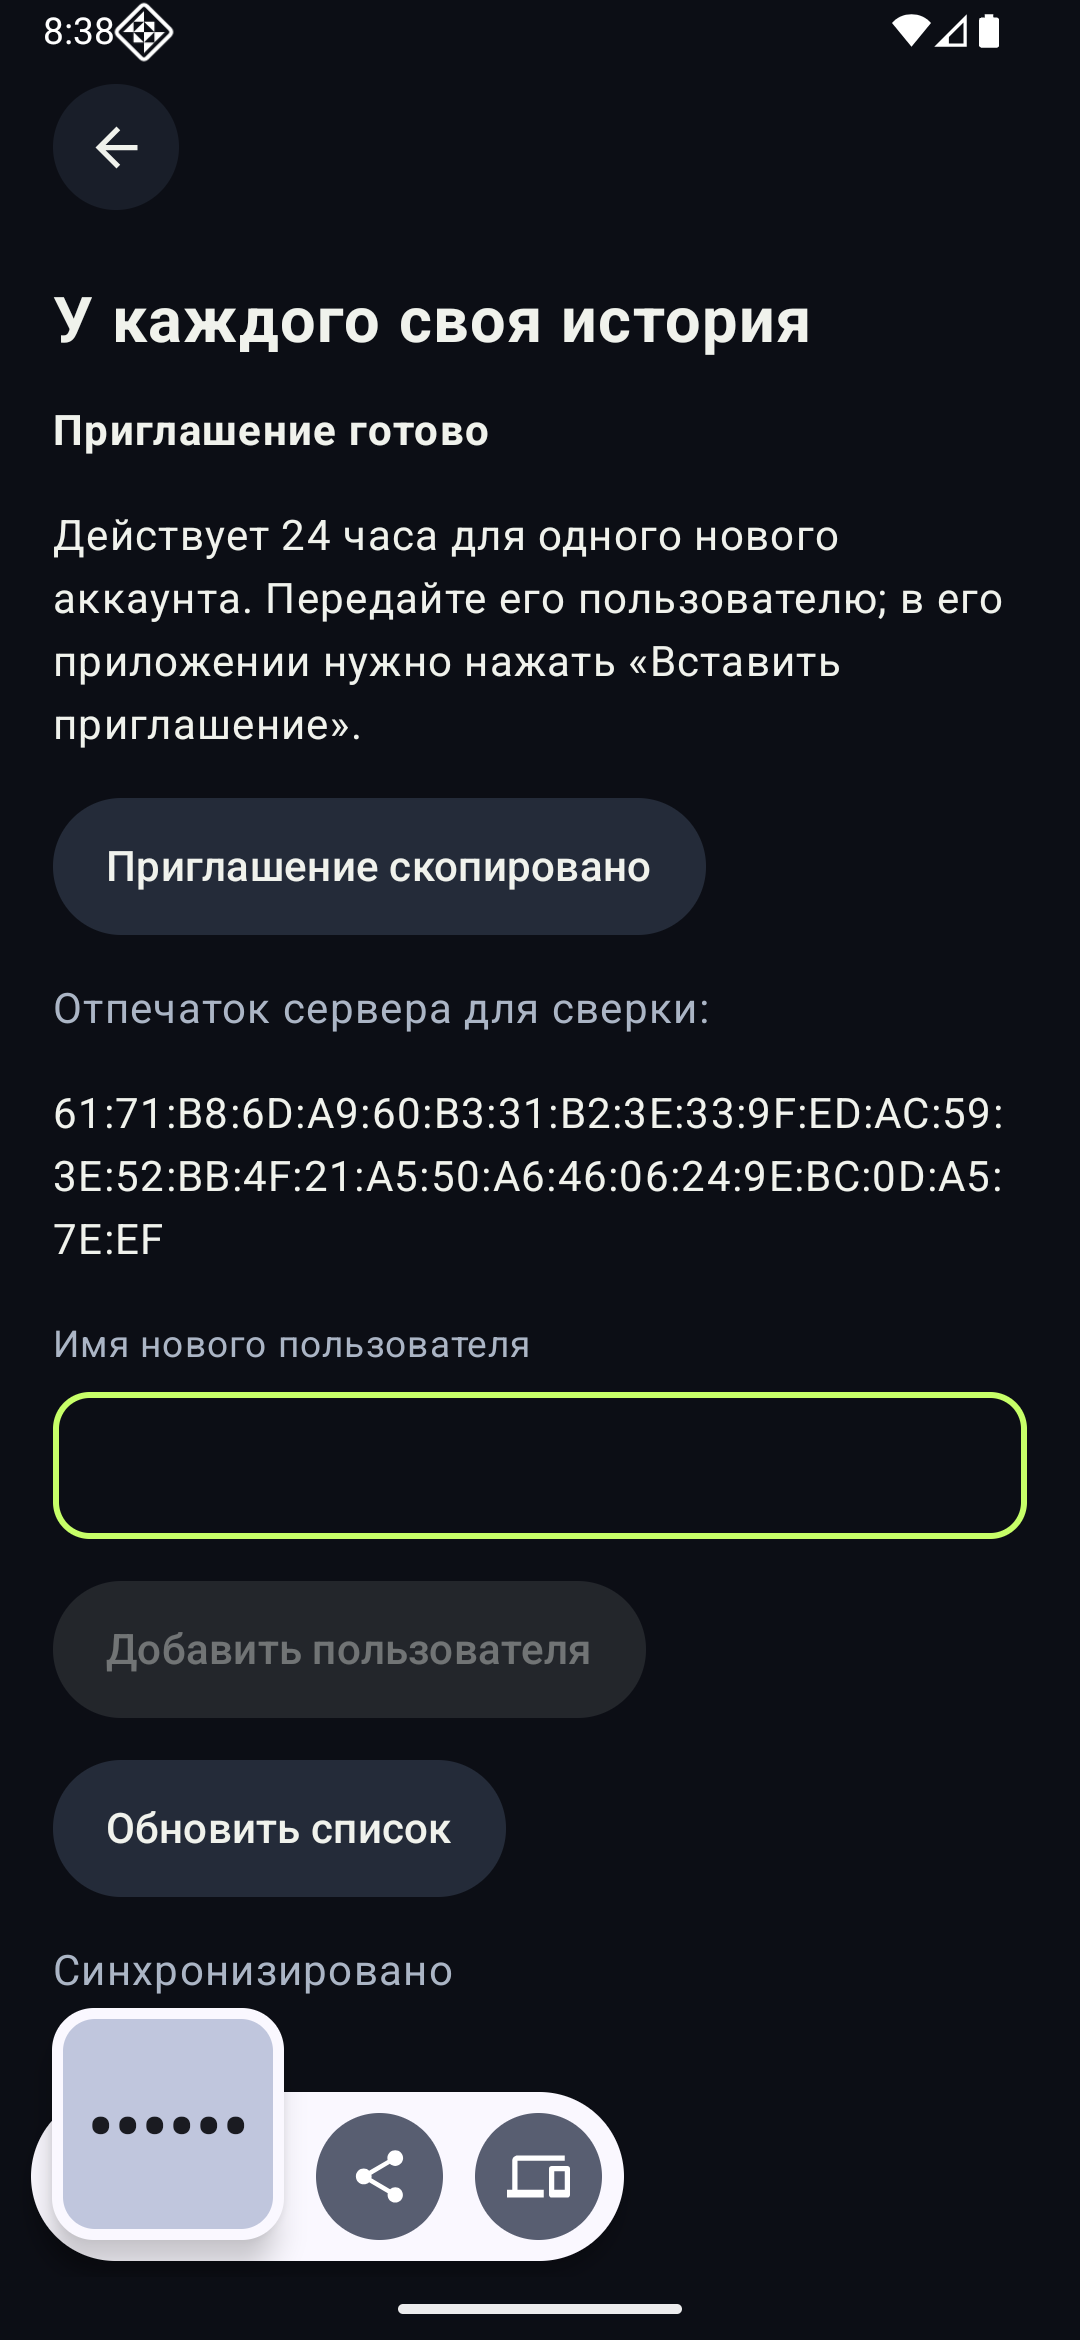 8:38
У каждого своя история
Приглашение готово
Действует 24 часа для одного нового
аккаунта. Передайте его пользователю; в его
приложении нужно нажать «Вставить
приглашение».
Приглашение скопировано
Отпечаток сервера для сверки:
61:71:B8:6D:A9:60:B3:31:B2:3E:33:9F:ED:AC:59:
3E:52:BB:4F:21:A5:50:A6:46:06:24:9E:BC:0D:A5:
7E:EF
Имя нового пользователя
Добавить пользователя
Обновить список
Синхронизировано
••••••